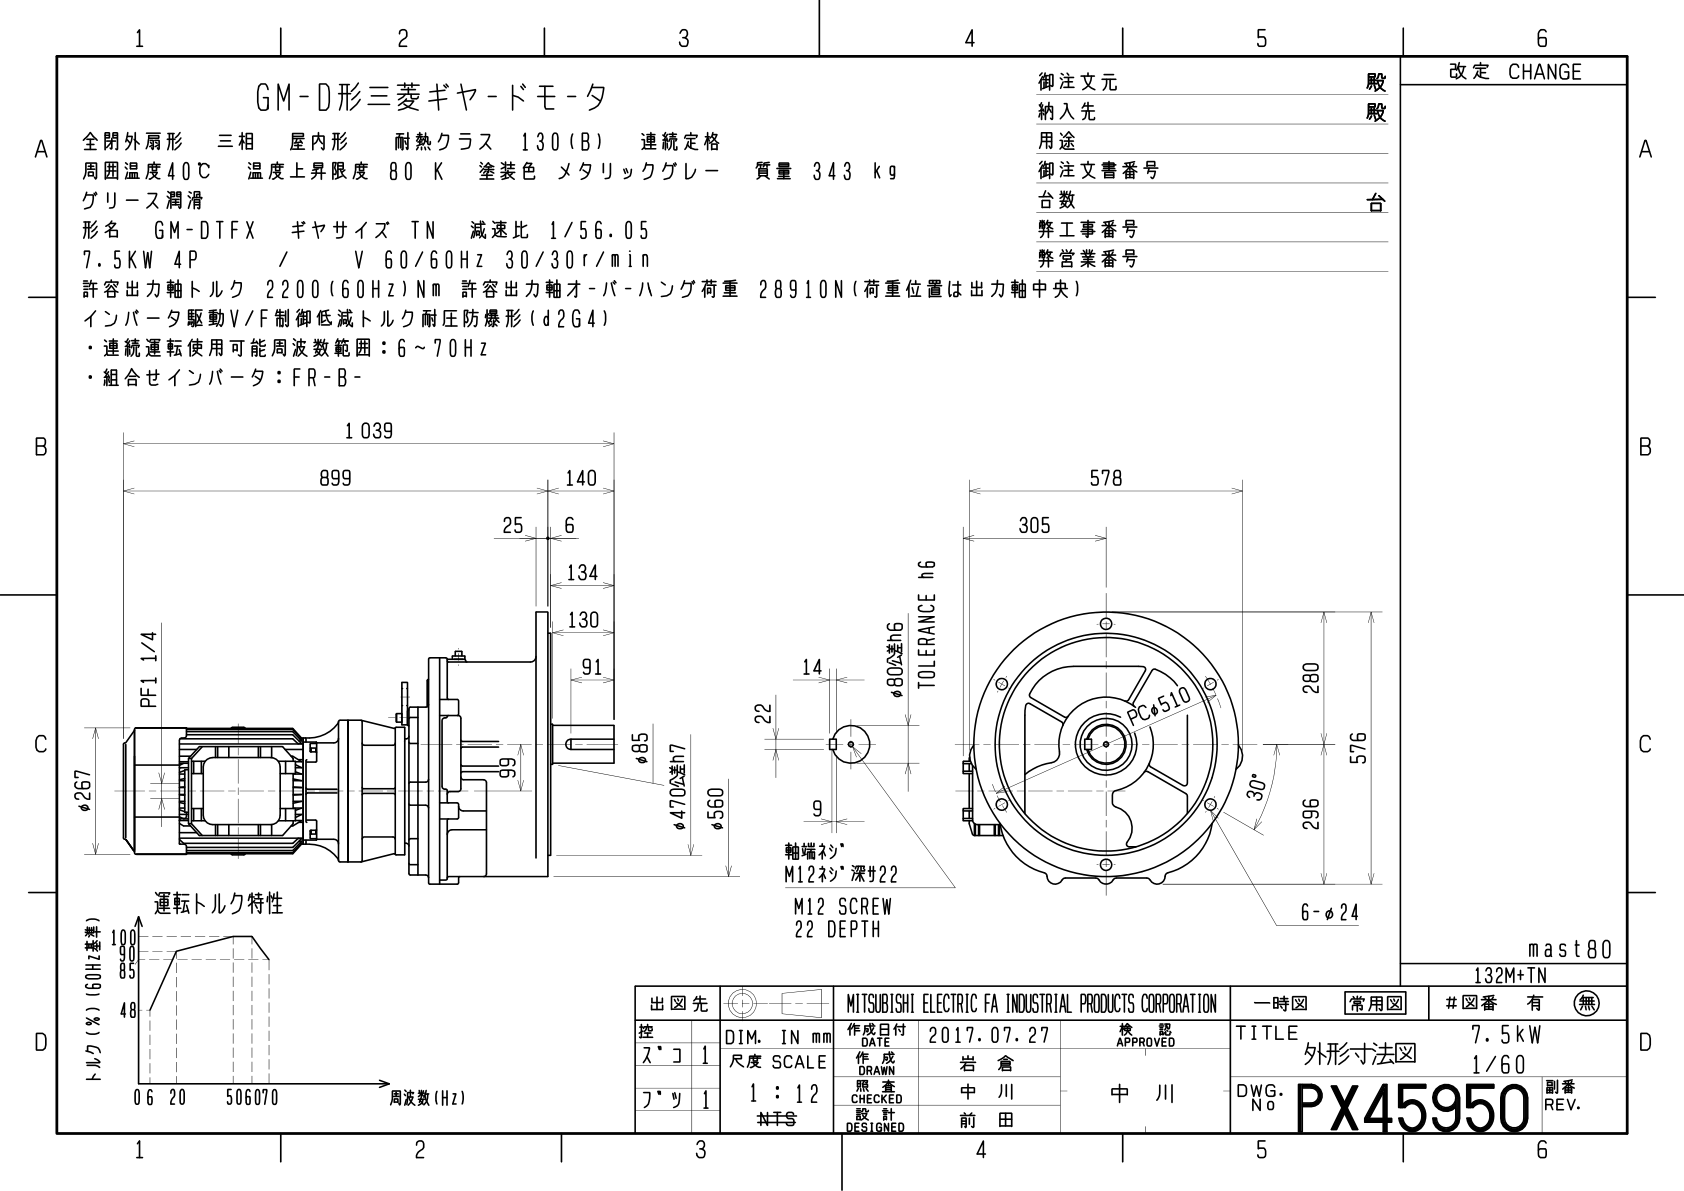 1 2 3 4 5 6
改定 CHANGE
GM-D形三菱ギヤードモータ
全閉外扇形 三相 屋内形 耐熱クラス 130(B) 連続定格
周囲温度40℃ 温度上昇限度 80 K 塗装色 メタリックグレー 質量 343 kg
グリース潤滑
形名 GM-DTFX ギヤサイズ TN 減速比 1/56.05
7.5KW 4P / V 60/60Hz 30/30r/min
許容出力軸トルク 2200(60Hz)Nm 許容出力軸オーバーハング荷重 28910N(荷重位置は出力軸中央)
インバータ駆動V/F制御低減トルク耐圧防爆形(d2G4)
・連続運転使用可能周波数範囲：6～70Hz
・組合せインバータ：FR-B-
御注文元 殿
納入先 殿
用途
御注文書番号
台数 台
弊工事番号
弊営業番号
A A
B B
C C
D D
1039
899 140
25 6
134
130
91
PF1 1/4
φ267
99
φ85
φ470公差h7
φ560
14
22
9
φ80公差h6
TOLERANCE h6
軸端ネジ
M12ネジ深サ22
M12 SCREW
22 DEPTH
578
305
PCφ510
280
576
296
30°
6-φ24
運転トルク特性
トルク(%)(60Hz基準)
100
90
85
48
0 6 20 50 60 70
周波数(Hz)
mast80
132M+TN
出図先
控
ズコ 1
ブツ 1
DIM. IN mm
尺度 SCALE
1 : 12
NTS
MITSUBISHI ELECTRIC FA INDUSTRIAL PRODUCTS CORPORATION
作成日付 DATE 2017.07.27
作成 DRAWN 岩倉
照査 CHECKED 中川
設計 DESIGNED 前田
検認 APPROVED
中川
一時図 常用図 #図番 有 無
TITLE 7.5kW
外形寸法図 1/60
DWG. No PX45950
副番 REV.
1 2 3 4 5 6